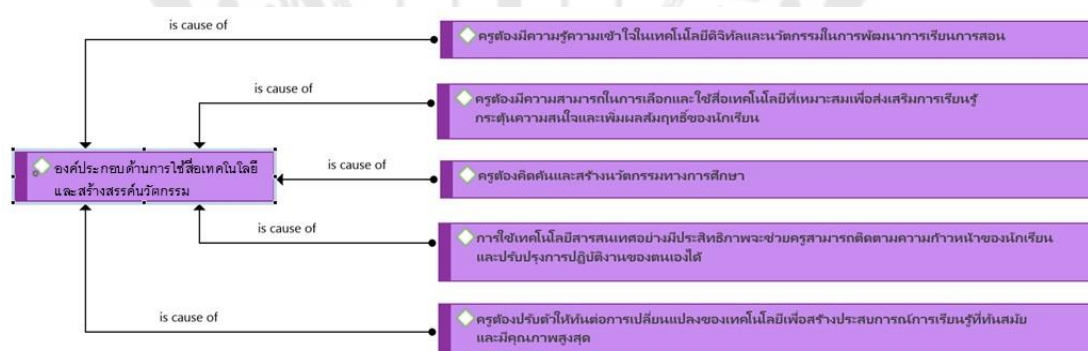 is cause of
ครูต้องมีความรู้ความเข้าใจในเทคโนโลยีดิจิทัลและนวัตกรรมในการพัฒนาการเรียนการสอน
is cause of
ครูต้องมีความสามารถในการเลือกและใช้สื่อเทคโนโลยีที่เหมาะสมเพื่อส่งเสริมการเรียนรู้
กระตุ้นความสนใจและเพิ่มผลสัมฤทธิ์ของนักเรียน
องค์ประกอบด้านการใช้สื่อเทคโนโลยี
และสร้างสรรค์นวัตกรรม
is cause of
ครูต้องคิดค้นและสร้างนวัตกรรมทางการศึกษา
is cause of
การใช้เทคโนโลยีสารสนเทศอย่างมีประสิทธิภาพจะช่วยครูสามารถติดตามความก้าวหน้าของนักเรียน
และปรับปรุงการปฏิบัติงานของตนเองได้
is cause of
ครูต้องปรับตัวให้ทันต่อการเปลี่ยนแปลงของเทคโนโลยีเพื่อสร้างประสบการณ์การเรียนรู้ที่ทันสมัย
และมีคุณภาพสูงสุด